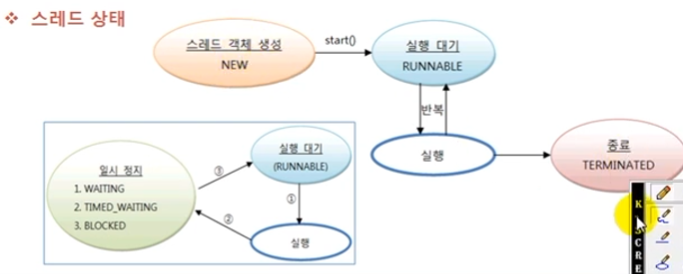 ❖ 스레드 상태
스레드 객체 생성
NEW
start()
실행 대기
RUNNABLE
반복
실행
종료
TERMINATED
일시 정지
1. WAITING
2. TIMED_WAITING
3. BLOCKED
③
②
실행 대기
(RUNNABLE)
①
실행
K
S
C
R
E